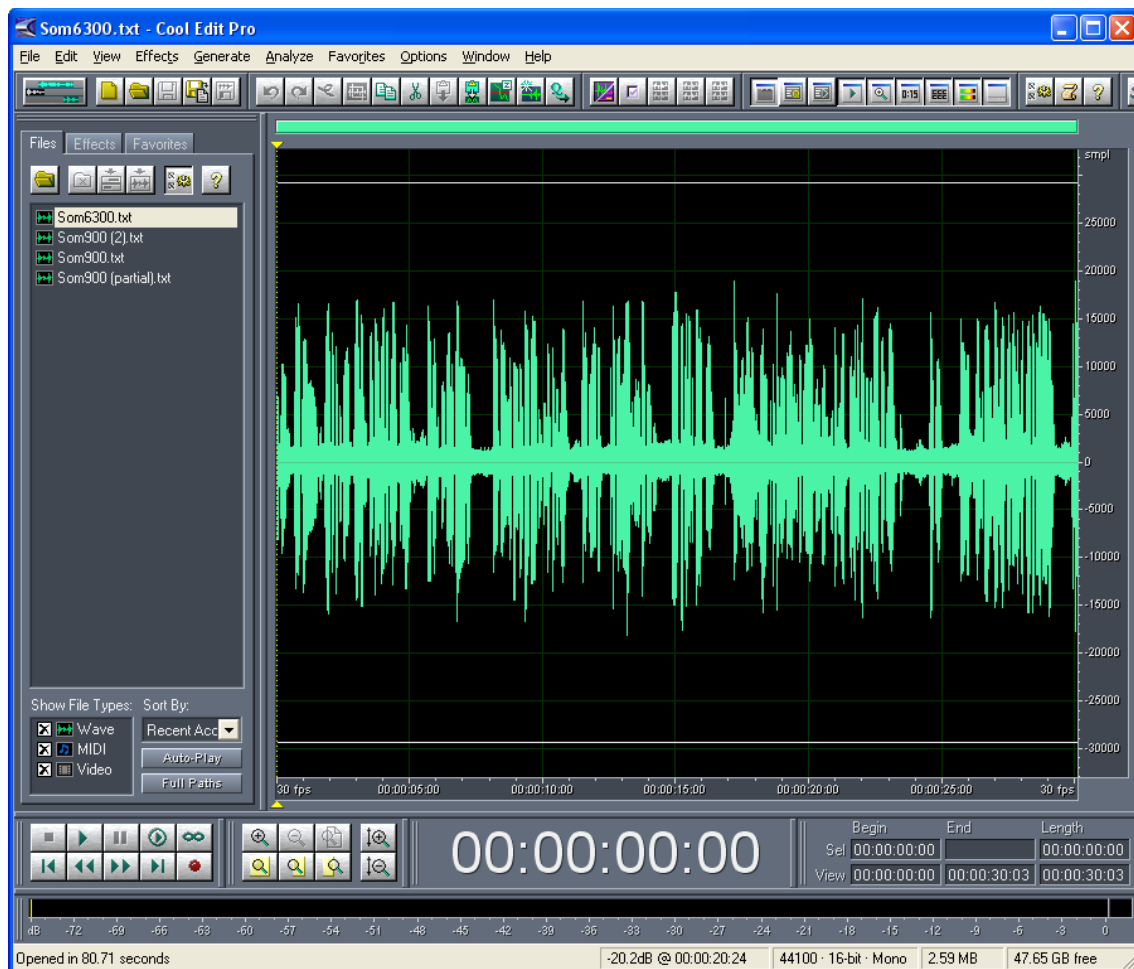 Som6300.txt - Cool Edit Pro
File Edit View Effects Generate Analyze Favorites Options Window Help
0:15
Files Effects Favorites
Som6300.txt
Som900 (2).txt
Som900.txt
Som900 (partial).txt
Show File Types: Sort By:
Wave Recent Acc
MIDI Auto-Play
Video Full Paths
smpl
25000
20000
15000
10000
5000
0
-5000
-10000
-15000
-20000
-25000
-30000
30 fps 00:00:05:00 00:00:10:00 00:00:15:00 00:00:20:00 00:00:25:00 30 fps
00:00:00:00
Begin End Length
Sel 00:00:00:00 00:00:00:00
View 00:00:00:00 00:00:30:03 00:00:30:03
dB -72 -69 -66 -63 -60 -57 -54 -51 -48 -45 -42 -39 -36 -33 -30 -27 -24 -21 -18 -15 -12 -9 -6 -3 0
Opened in 80.71 seconds -20.2dB @ 00:00:20:24 44100 · 16-bit · Mono 2.59 MB 47.65 GB free